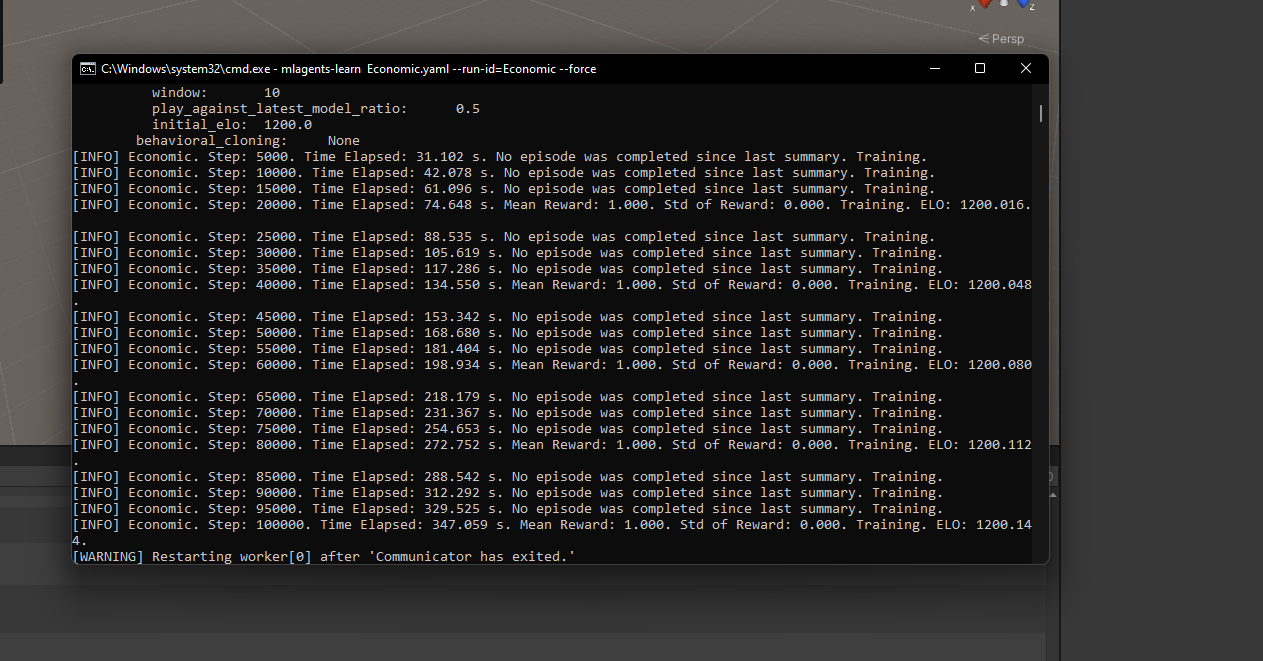 x
z
< Persp
C:\Windows\system32\cmd.exe - mlagents-learn Economic.yaml --run-id=Economic --force
window: 10
play_against_latest_model_ratio: 0.5
initial_elo: 1200.0
behavioral_cloning: None
[INFO] Economic. Step: 5000. Time Elapsed: 31.102 s. No episode was completed since last summary. Training.
[INFO] Economic. Step: 10000. Time Elapsed: 42.078 s. No episode was completed since last summary. Training.
[INFO] Economic. Step: 15000. Time Elapsed: 61.096 s. No episode was completed since last summary. Training.
[INFO] Economic. Step: 20000. Time Elapsed: 74.648 s. Mean Reward: 1.000. Std of Reward: 0.000. Training. ELO: 1200.016.
[INFO] Economic. Step: 25000. Time Elapsed: 88.535 s. No episode was completed since last summary. Training.
[INFO] Economic. Step: 30000. Time Elapsed: 105.619 s. No episode was completed since last summary. Training.
[INFO] Economic. Step: 35000. Time Elapsed: 117.286 s. No episode was completed since last summary. Training.
[INFO] Economic. Step: 40000. Time Elapsed: 134.550 s. Mean Reward: 1.000. Std of Reward: 0.000. Training. ELO: 1200.048
.
[INFO] Economic. Step: 45000. Time Elapsed: 153.342 s. No episode was completed since last summary. Training.
[INFO] Economic. Step: 50000. Time Elapsed: 168.680 s. No episode was completed since last summary. Training.
[INFO] Economic. Step: 55000. Time Elapsed: 181.404 s. No episode was completed since last summary. Training.
[INFO] Economic. Step: 60000. Time Elapsed: 198.934 s. Mean Reward: 1.000. Std of Reward: 0.000. Training. ELO: 1200.080
.
[INFO] Economic. Step: 65000. Time Elapsed: 218.179 s. No episode was completed since last summary. Training.
[INFO] Economic. Step: 70000. Time Elapsed: 231.367 s. No episode was completed since last summary. Training.
[INFO] Economic. Step: 75000. Time Elapsed: 254.653 s. No episode was completed since last summary. Training.
[INFO] Economic. Step: 80000. Time Elapsed: 272.752 s. Mean Reward: 1.000. Std of Reward: 0.000. Training. ELO: 1200.112
.
[INFO] Economic. Step: 85000. Time Elapsed: 288.542 s. No episode was completed since last summary. Training.
[INFO] Economic. Step: 90000. Time Elapsed: 312.292 s. No episode was completed since last summary. Training.
[INFO] Economic. Step: 95000. Time Elapsed: 329.525 s. No episode was completed since last summary. Training.
[INFO] Economic. Step: 100000. Time Elapsed: 347.059 s. Mean Reward: 1.000. Std of Reward: 0.000. Training. ELO: 1200.14
4.
[WARNING] Restarting worker[0] after 'Communicator has exited.'